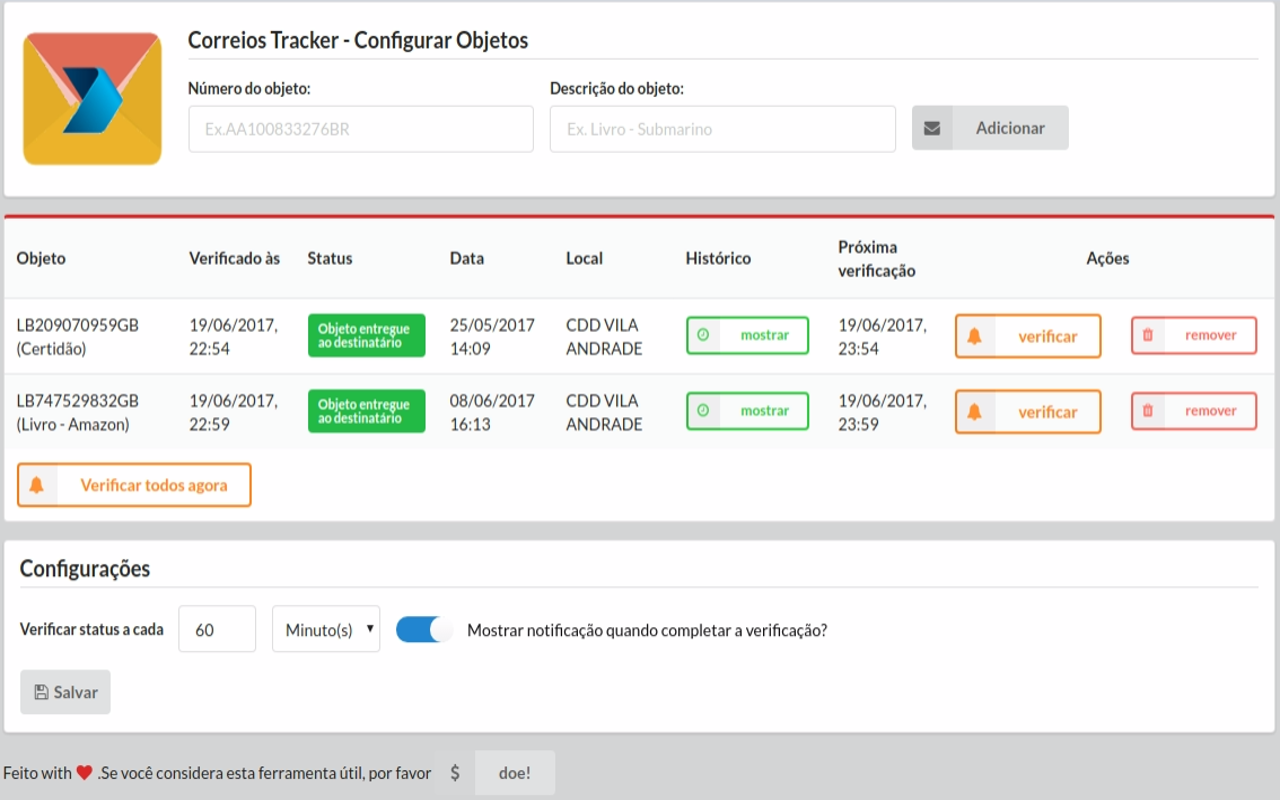 Correios Tracker - Configurar Objetos
Número do objeto: Descrição do objeto:
Ex.AA100833276BR Ex. Livro - Submarino Adicionar
Objeto Verificado às Status Data Local Histórico Próxima verificação Ações
LB209070959GB 19/06/2017, Objeto entregue 25/05/2017 CDD VILA mostrar 19/06/2017, verificar remover
(Certidão) 22:54 ao destinatário 14:09 ANDRADE 23:54
LB747529832GB 19/06/2017, Objeto entregue 08/06/2017 CDD VILA mostrar 19/06/2017, verificar remover
(Livro - Amazon) 22:59 ao destinatário 16:13 ANDRADE 23:59
Verificar todos agora
Configurações
Verificar status a cada 60 Minuto(s) Mostrar notificação quando completar a verificação?
Salvar
Feito with ❤ .Se você considera esta ferramenta útil, por favor $ doe!